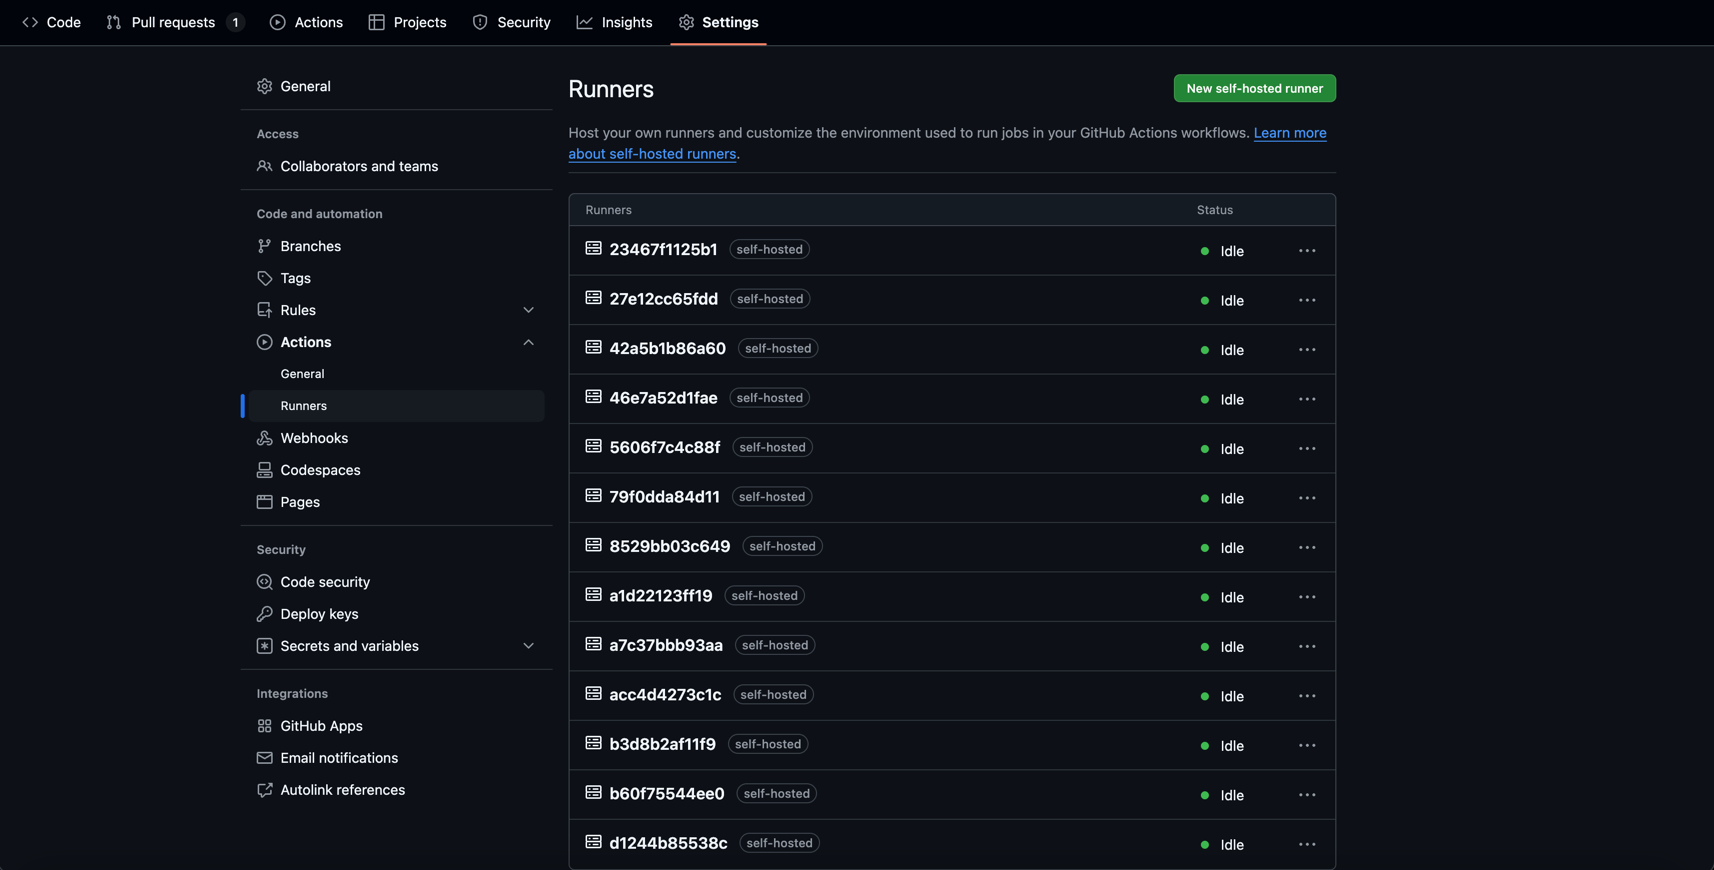 Code
Pull requests 1
Actions
Projects
Security
Insights
Settings
General
Access
Collaborators and teams
Code and automation
Branches
Tags
Rules
Actions
General
Runners
Webhooks
Codespaces
Pages
Security
Code security
Deploy keys
Secrets and variables
Integrations
GitHub Apps
Email notifications
Autolink references
Runners
New self-hosted runner
Host your own runners and customize the environment used to run jobs in your GitHub Actions workflows. Learn more
about self-hosted runners.
Runners Status
23467f1125b1 self-hosted Idle
27e12cc65fdd self-hosted Idle
42a5b1b86a60 self-hosted Idle
46e7a52d1fae self-hosted Idle
5606f7c4c88f self-hosted Idle
79f0dda84d11 self-hosted Idle
8529bb03c649 self-hosted Idle
a1d22123ff19 self-hosted Idle
a7c37bbb93aa self-hosted Idle
acc4d4273c1c self-hosted Idle
b3d8b2af11f9 self-hosted Idle
b60f75544ee0 self-hosted Idle
d1244b85538c self-hosted Idle